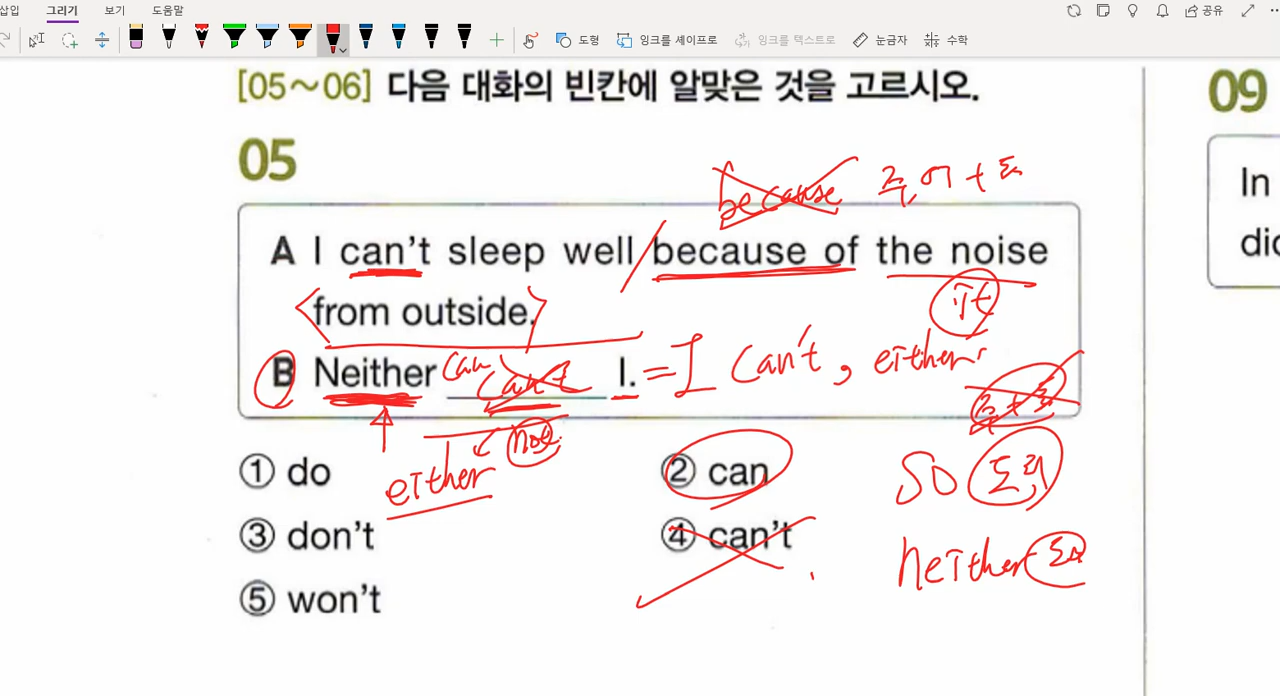 삽입 그리기 보기 도움말 공유
도형 잉크를 셰이프로 잉크를 텍스트로 눈금자 수학
[05~06] 다음 대화의 빈칸에 알맞은 것을 고르시오.
09
05
because 주어+동
In
A I can't sleep well because of the noise
did
from outside.
B Neither can can't I. = I can't, either.
not
① do
② can
either
so 도치
③ don't
④ can't
neither
⑤ won't